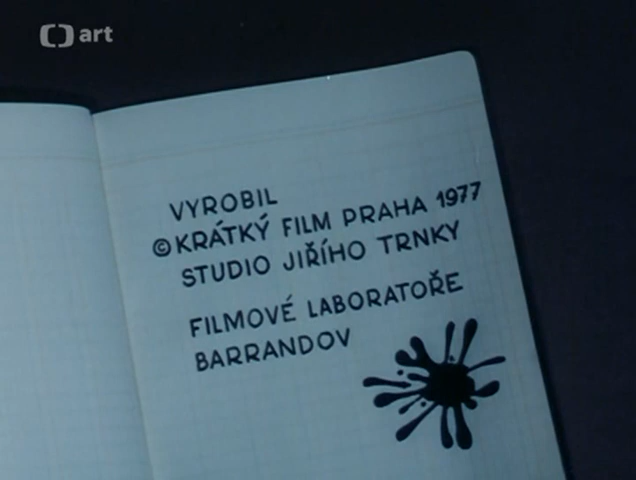 art
VYROBIL
© KRÁTKÝ FILM PRAHA 1977
STUDIO JIŘÍHO TRNKY
FILMOVÉ LABORATOŘE
BARRANDOV